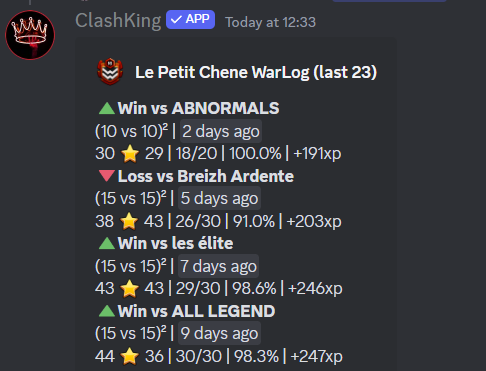 ClashKing ✓ APP Today at 12:33
Le Petit Chene WarLog (last 23)
Win vs ABNORMALS
(10 vs 10)² | 2 days ago
30 ⭐ 29 | 18/20 | 100.0% | +191xp
Loss vs Breizh Ardente
(15 vs 15)² | 5 days ago
38 ⭐ 43 | 26/30 | 91.0% | +203xp
Win vs les élite
(15 vs 15)² | 7 days ago
43 ⭐ 43 | 29/30 | 98.6% | +246xp
Win vs ALL LEGEND
(15 vs 15)² | 9 days ago
44 ⭐ 36 | 30/30 | 98.3% | +247xp